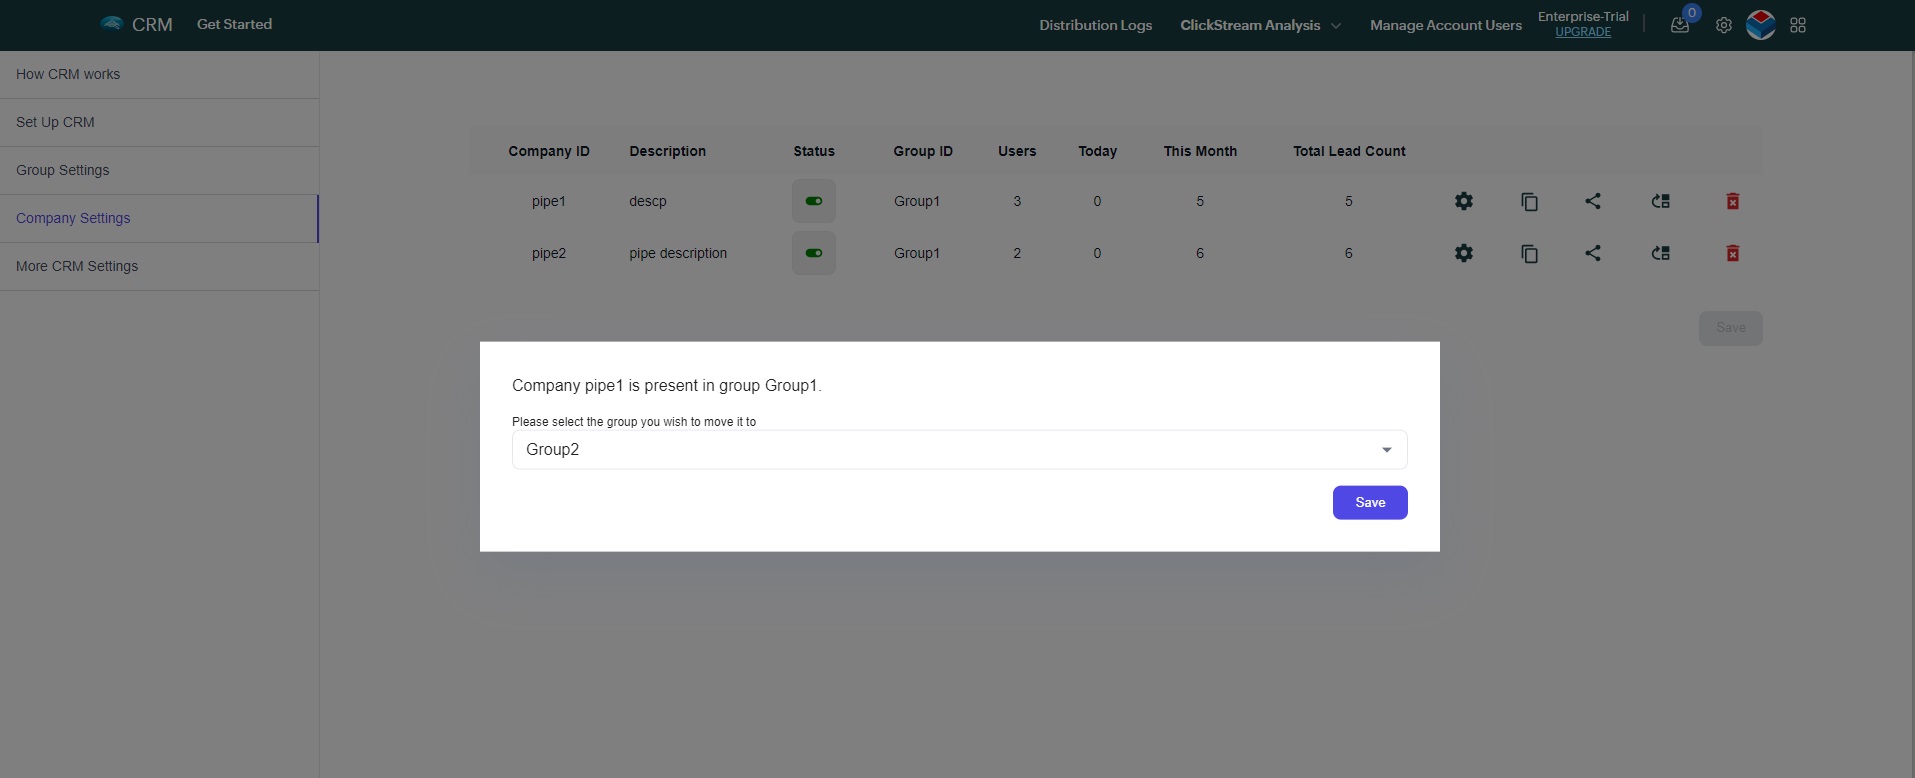 CRM Get Started Distribution Logs ClickStream Analysis Manage Account Users Enterprise-Trial 0
UPGRADE
How CRM works
Set Up CRM
Group Settings
Company Settings
More CRM Settings
Company ID Description Status Group ID Users Today This Month Total Lead Count
pipe1 descp Group1 3 0 5 5
pipe2 pipe description Group1 2 0 6 6
Save
Company pipe1 is present in group Group1.
Please select the group you wish to move it to
Group2
Save